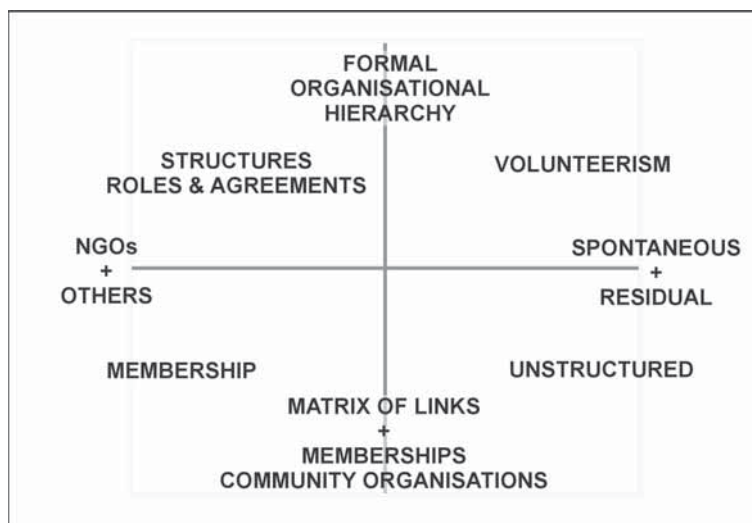 FORMAL
ORGANISATIONAL
HIERARCHY
STRUCTURES
ROLES & AGREEMENTS
VOLUNTEERISM
NGOs
+
OTHERS
SPONTANEOUS
+
RESIDUAL
MEMBERSHIP
UNSTRUCTURED
MATRIX OF LINKS
+
MEMBERSHIPS
COMMUNITY ORGANISATIONS